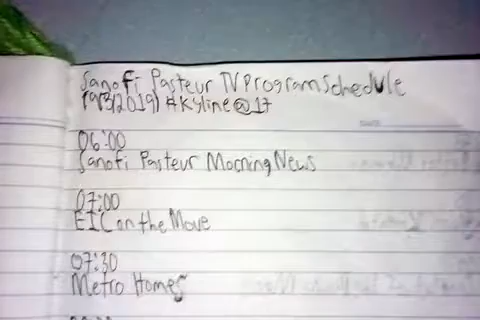 Sanofi Pasteur TV Program Schedule
19/3/2019) #Kyline@17
06:00
Sanofi Pasteur Morning News
07:00
EIC on the Move
07:30
Metro Homes